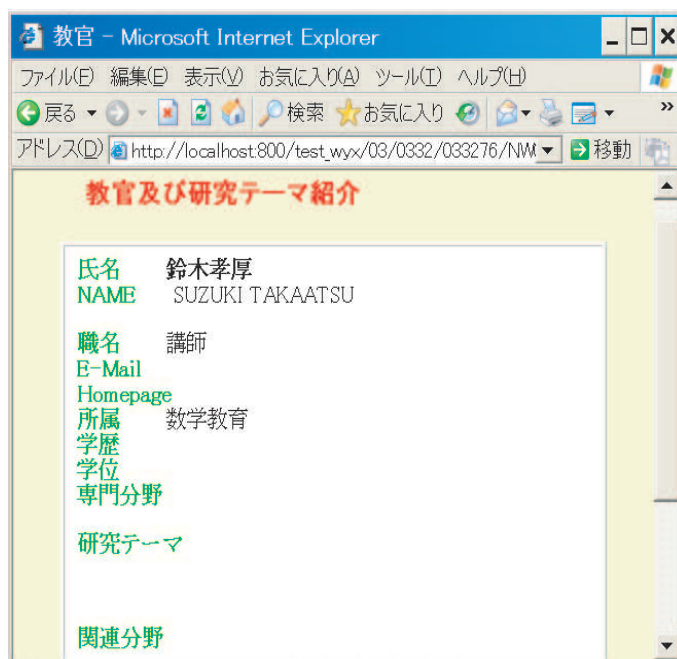 教官 - Microsoft Internet Explorer
ファイル(F) 編集(E) 表示(V) お気に入り(A) ツール(T) ヘルプ(H)
戻る 検索 お気に入り »
アドレス(D) http://localhost:800/test_wyx/03/0332/033276/NW 移動
教官及び研究テーマ紹介
氏名 鈴木孝厚
NAME SUZUKI TAKAATSU
職名 講師
E-Mail
Homepage
所属 数学教育
学歴
学位
専門分野
研究テーマ
関連分野